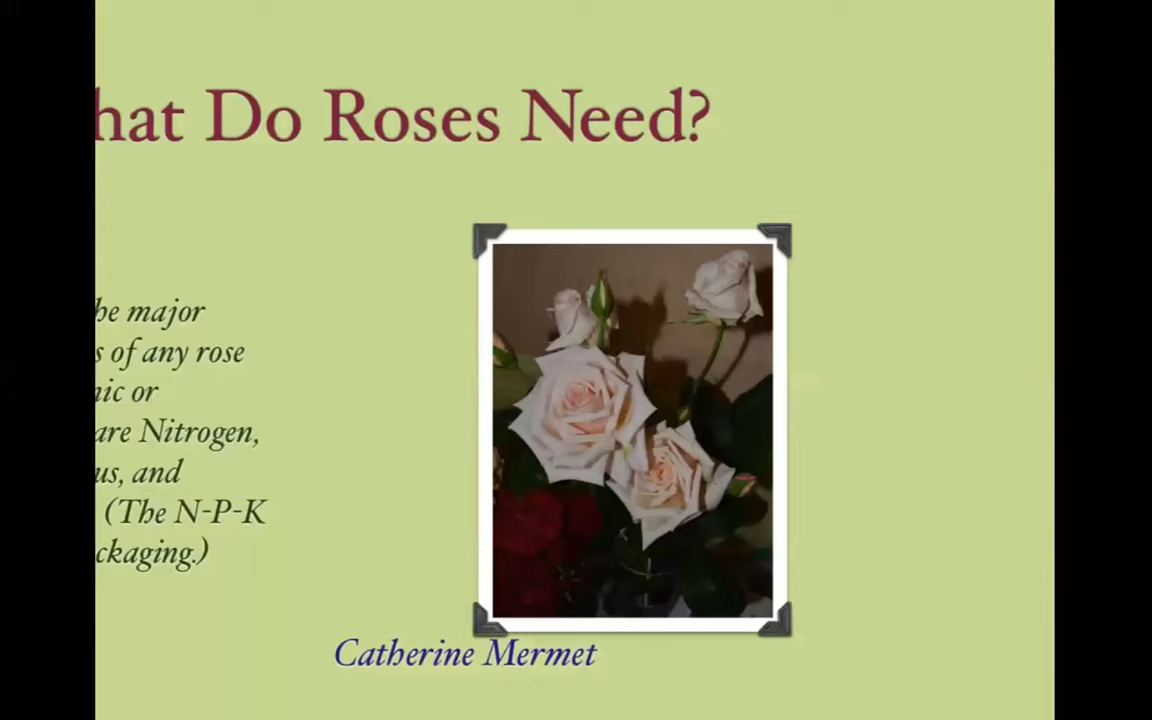 hat Do Roses Need?
he major
s of any rose
nic or
are Nitrogen,
us, and
(The N-P-K
ckaging.)
Catherine Mermet